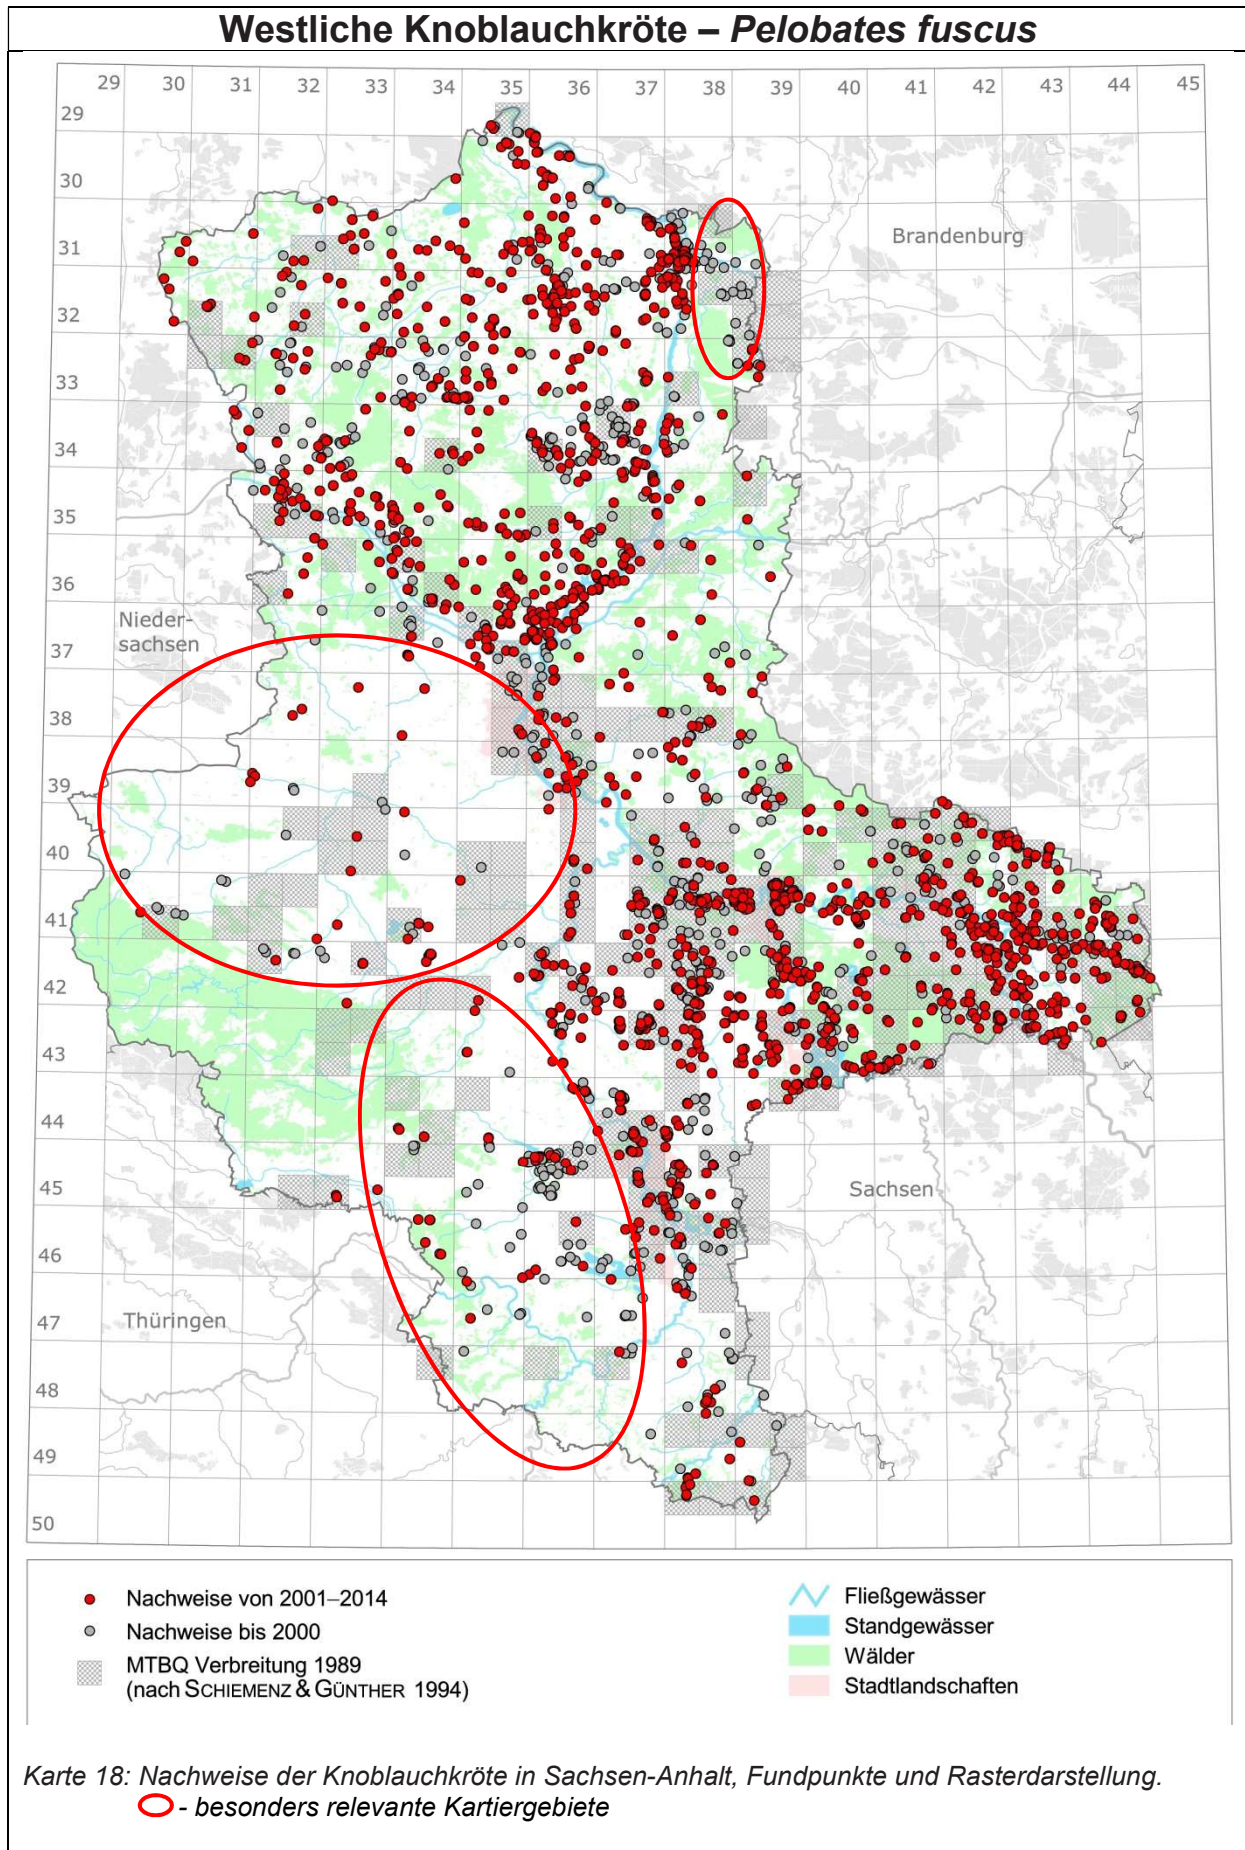 Westliche Knoblauchkröte – Pelobates fuscus
29 30 31 32 33 34 35 36 37 38 39 40 41 42 43 44 45
29
30
31
Brandenburg
32
33
34
35
36
Nieder-
sachsen
37
38
39
40
41
42
43
44
45
Sachsen
46
47
Thüringen
48
49
50
Nachweise von 2001–2014
Nachweise bis 2000
MTBQ Verbreitung 1989
(nach SCHIEMENZ & GÜNTHER 1994)
Fließgewässer
Standgewässer
Wälder
Stadtlandschaften
Karte 18: Nachweise der Knoblauchkröte in Sachsen-Anhalt, Fundpunkte und Rasterdarstellung.
- besonders relevante Kartiergebiete